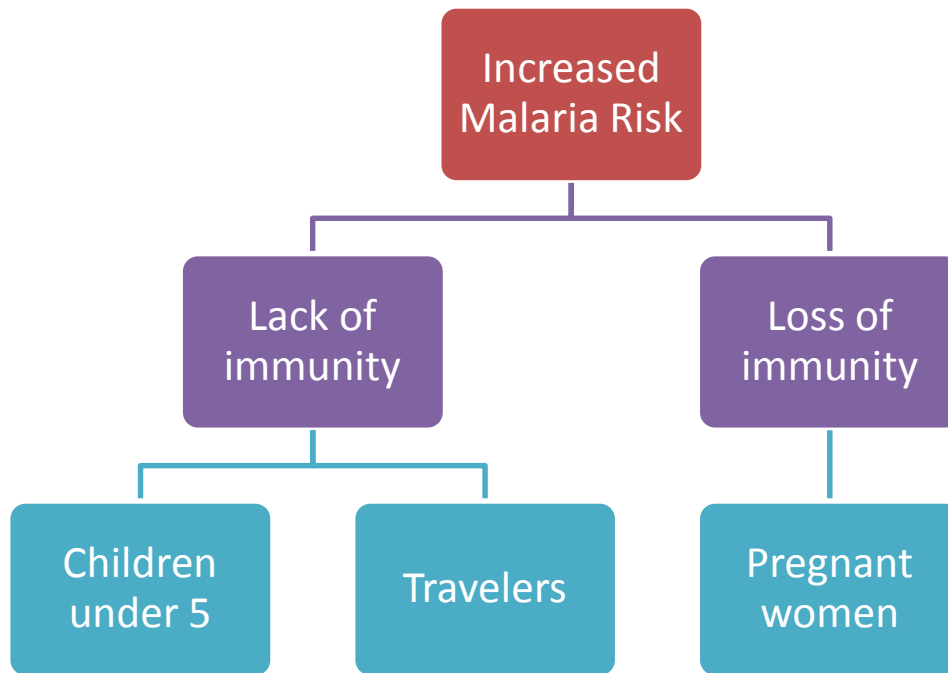 Increased
Malaria Risk
Lack of
immunity
Loss of
immunity
Children
under 5
Travelers
Pregnant
women